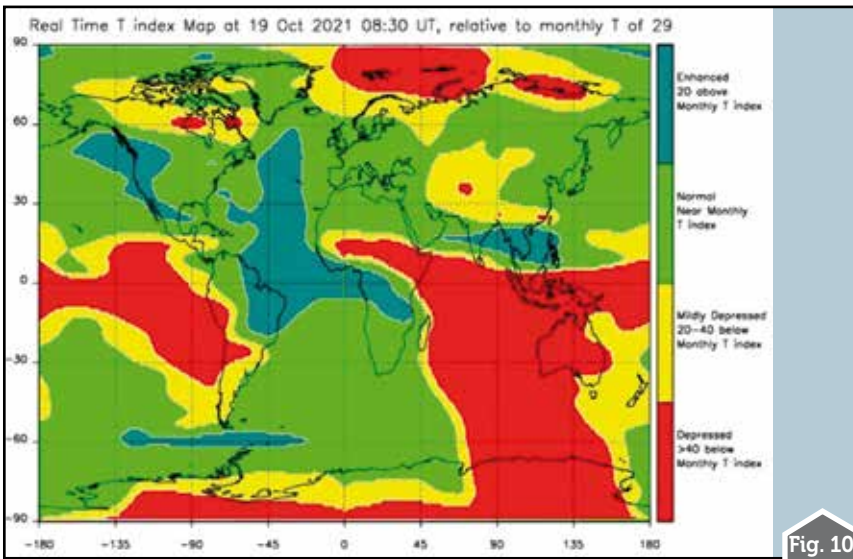 Real Time T index Map at 19 Oct 2021 08:30 UT, relative to monthly T of 29
90
60
30
0
-30
-60
-90
-180
-135
-90
-45
0
45
90
135
180
Enhanced
20 above
Monthly T index
Normal
Near Monthly
T index
Mildly Depressed
20-40 below
Monthly T index
Depressed
>40 below
Monthly T index
Fig. 10